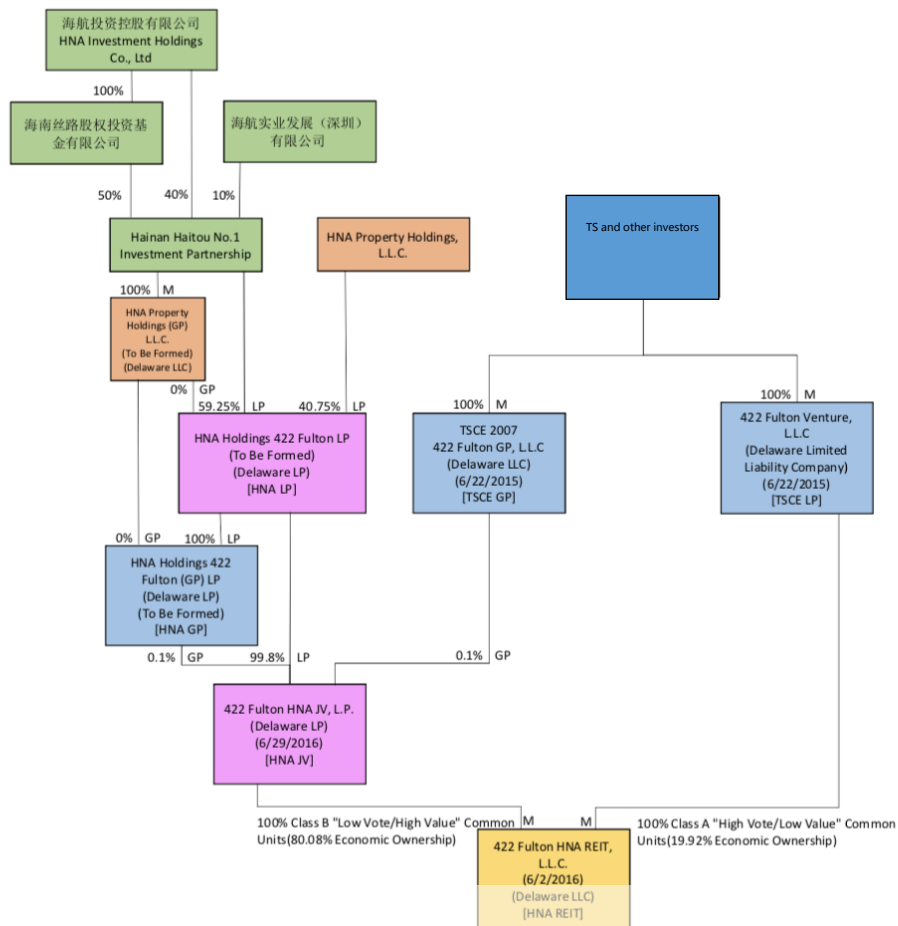 海航投资控股有限公司
HNA Investment Holdings
Co., Ltd
100%
海南丝路股权投资基
金有限公司
海航实业发展（深圳）
有限公司
50%
40%
10%
Hainan Haitou No.1
Investment Partnership
HNA Property Holdings,
L.L.C.
TS and other investors
100% M
HNA Property
Holdings (GP)
L.L.C.
(To Be Formed)
(Delaware LLC)
0% GP
59.25% LP
40.75% LP
100% M
100% M
HNA Holdings 422 Fulton LP
(To Be Formed)
(Delaware LP)
[HNA LP]
TSCE 2007
422 Fulton GP, L.L.C
(Delaware LLC)
(6/22/2015)
[TSCE GP]
422 Fulton Venture,
L.L.C
(Delaware Limited
Liability Company)
(6/22/2015)
[TSCE LP]
0% GP
100% LP
HNA Holdings 422
Fulton (GP) LP
(Delaware LP)
(To Be Formed)
[HNA GP]
0.1% GP
99.8% LP
0.1% GP
422 Fulton HNA JV, L.P.
(Delaware LP)
(6/29/2016)
[HNA JV]
100% Class B "Low Vote/High Value" Common
Units(80.08% Economic Ownership)
M
M
100% Class A "High Vote/Low Value" Common
Units(19.92% Economic Ownership)
422 Fulton HNA REIT,
L.L.C.
(6/2/2016)
(Delaware LLC)
[HNA REIT]